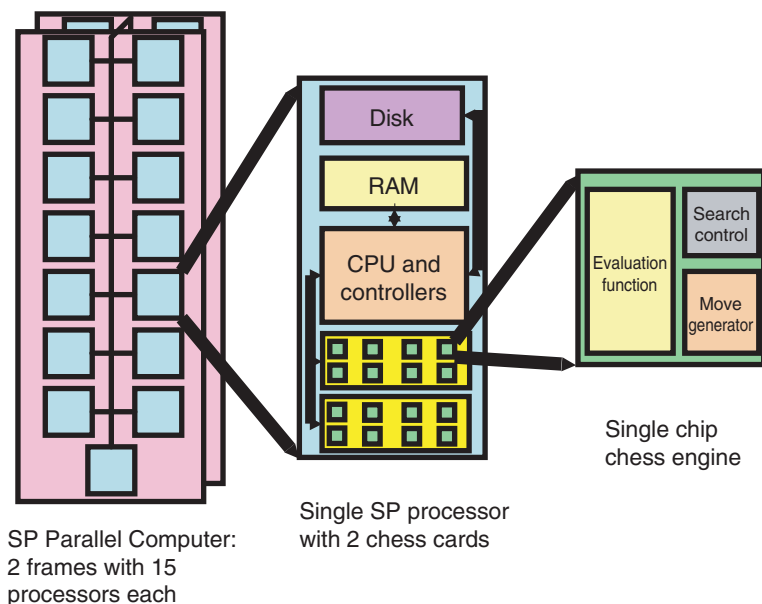 Disk
RAM
CPU and
controllers
Evaluation
function
Search
control
Move
generator
Single chip
chess engine
Single SP processor
with 2 chess cards
SP Parallel Computer:
2 frames with 15
processors each